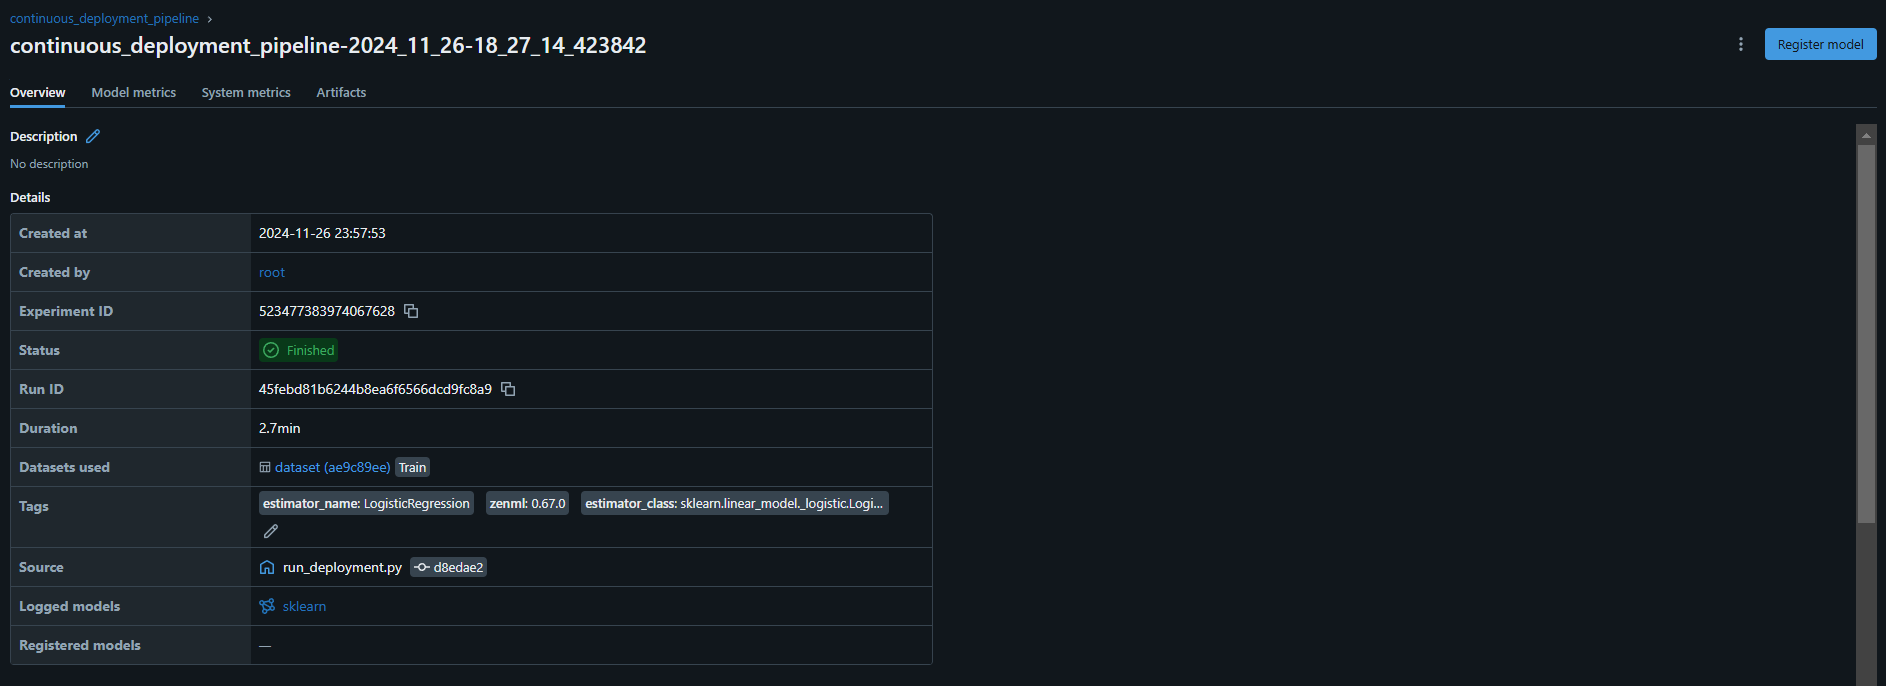 continuous_deployment_pipeline ›
continuous_deployment_pipeline-2024_11_26-18_27_14_423842
Register model
Overview Model metrics System metrics Artifacts
Description
No description
Details
Created at 2024-11-26 23:57:53
Created by root
Experiment ID 523477383974067628
Status Finished
Run ID 45febd81b6244b8ea6f6566dcd9fc8a9
Duration 2.7min
Datasets used dataset (ae9c89ee) Train
Tags estimator_name: LogisticRegression zenml: 0.67.0 estimator_class: sklearn.linear_model._logistic.Logi...
Source run_deployment.py d8edae2
Logged models sklearn
Registered models —